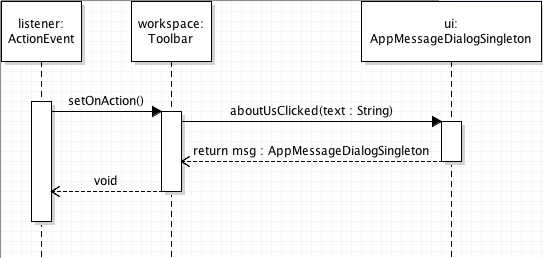 listener:
ActionEvent
workspace:
Toolbar
ui:
AppMessageDialogSingleton
setOnAction()
aboutUsClicked(text : String)
return msg : AppMessageDialogSingleton
void